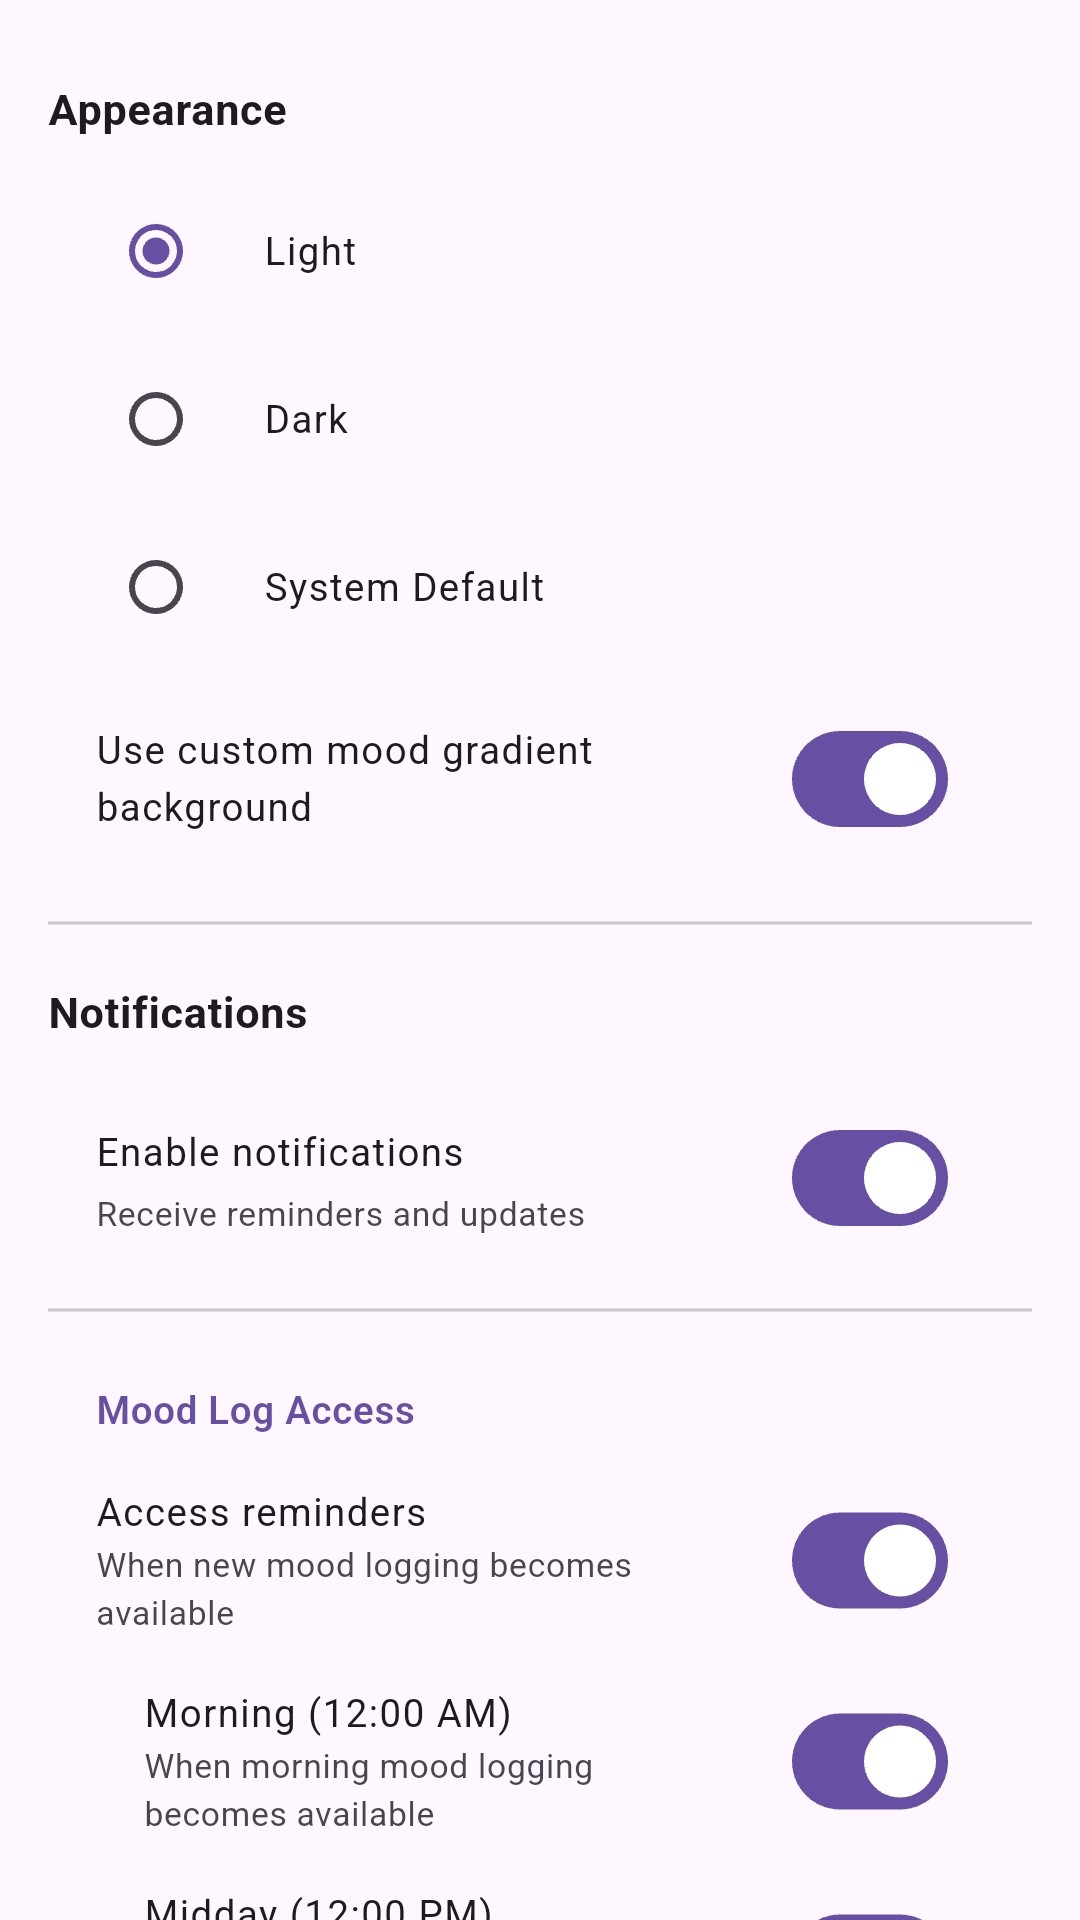 Appearance
Light
Dark
System Default
Use custom mood gradient
background
Notifications
Enable notifications
Receive reminders and updates
Mood Log Access
Access reminders
When new mood logging becomes
available
Morning (12:00 AM)
When morning mood logging
becomes available
Midday (12:00 PM)